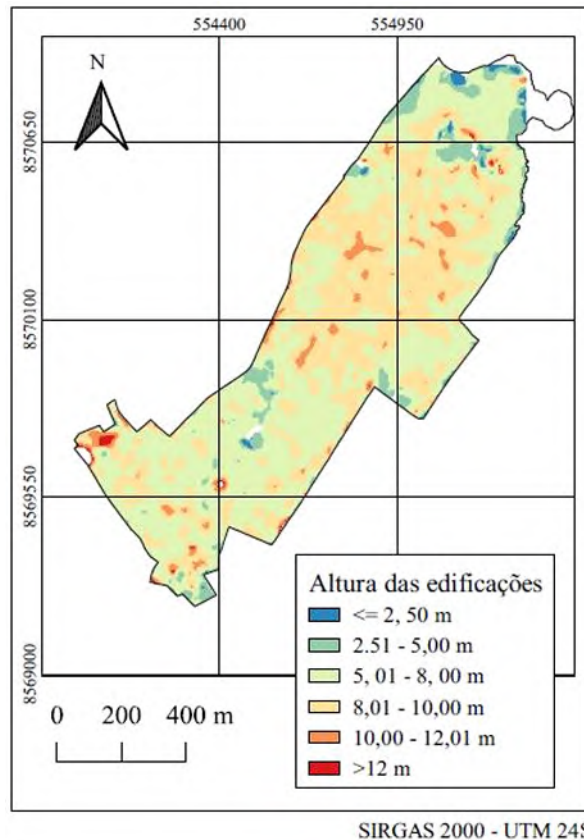 554400 554950
N
8570650
8570100
8569550
8569000
Altura das edificações
<= 2, 50 m
2.51 - 5,00 m
5, 01 - 8, 00 m
8,01 - 10,00 m
10,00 - 12,01 m
>12 m
0 200 400 m
SIRGAS 2000 - UTM 24S